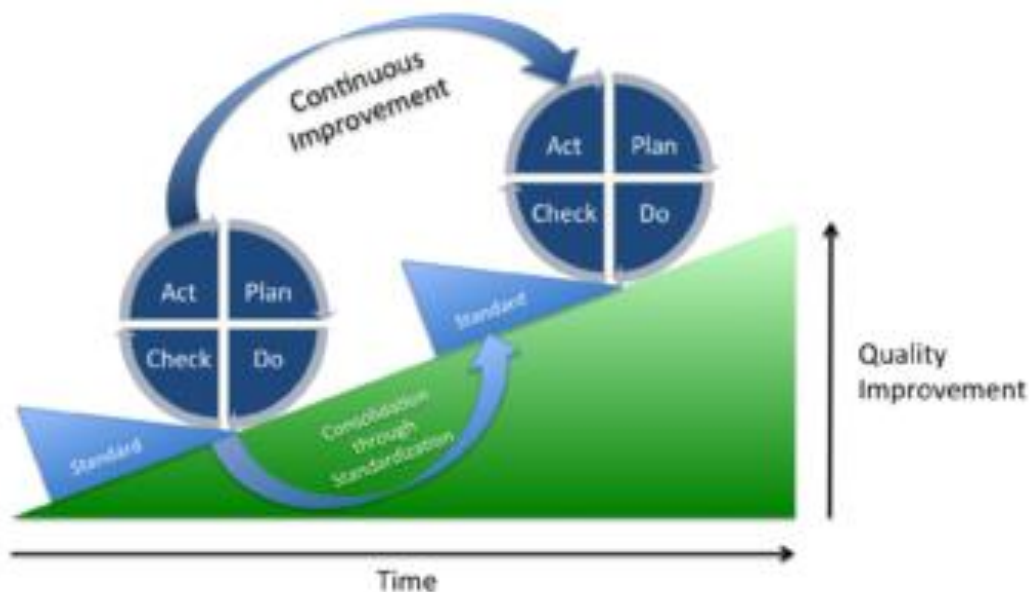 Continuous
Improvement
Act
Plan
Check
Do
Act
Plan
Check
Do
Standard
Standard
Consolidation
through
Standardization
Quality
Improvement
Time